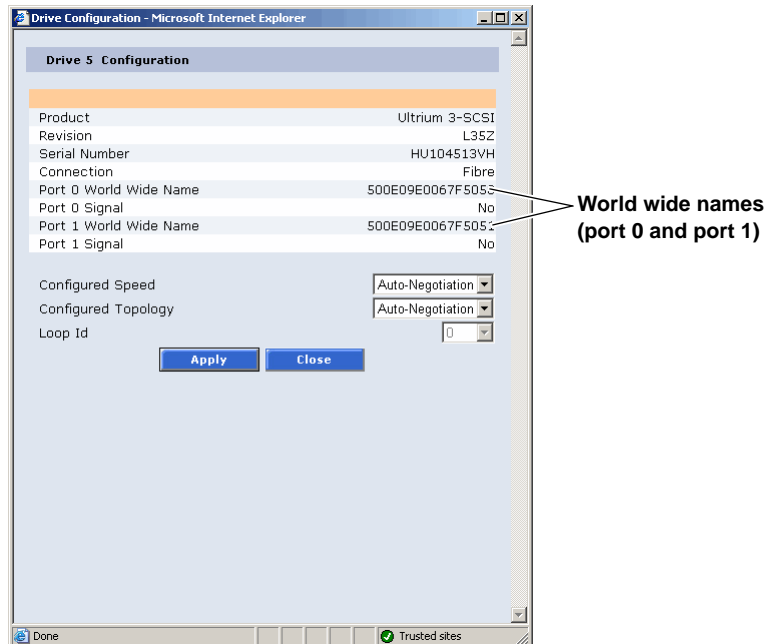 Drive Configuration - Microsoft Internet Explorer
Drive 5 Configuration
Product Ultrium 3-SCSI
Revision L35Z
Serial Number HU104513VH
Connection Fibre
Port 0 World Wide Name
Port 0 Signal No
Port 1 World Wide Name
Port 1 Signal No
World wide names
(port 0 and port 1)
Configured Speed Auto-Negotiation
Configured Topology Auto-Negotiation
Loop Id 0
Apply Close
Done Trusted sites